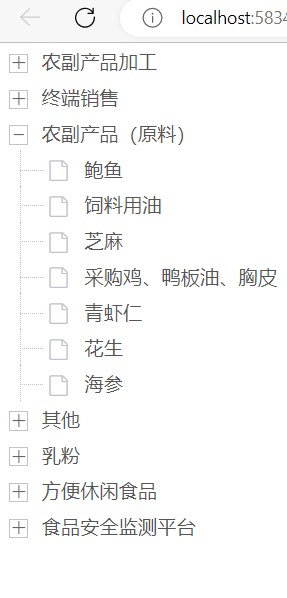 localhost:5834
农副产品加工
终端销售
农副产品（原料）
鲍鱼
饲料用油
芝麻
采购鸡、鸭板油、胸皮
青虾仁
花生
海参
其他
乳粉
方便休闲食品
食品安全监测平台